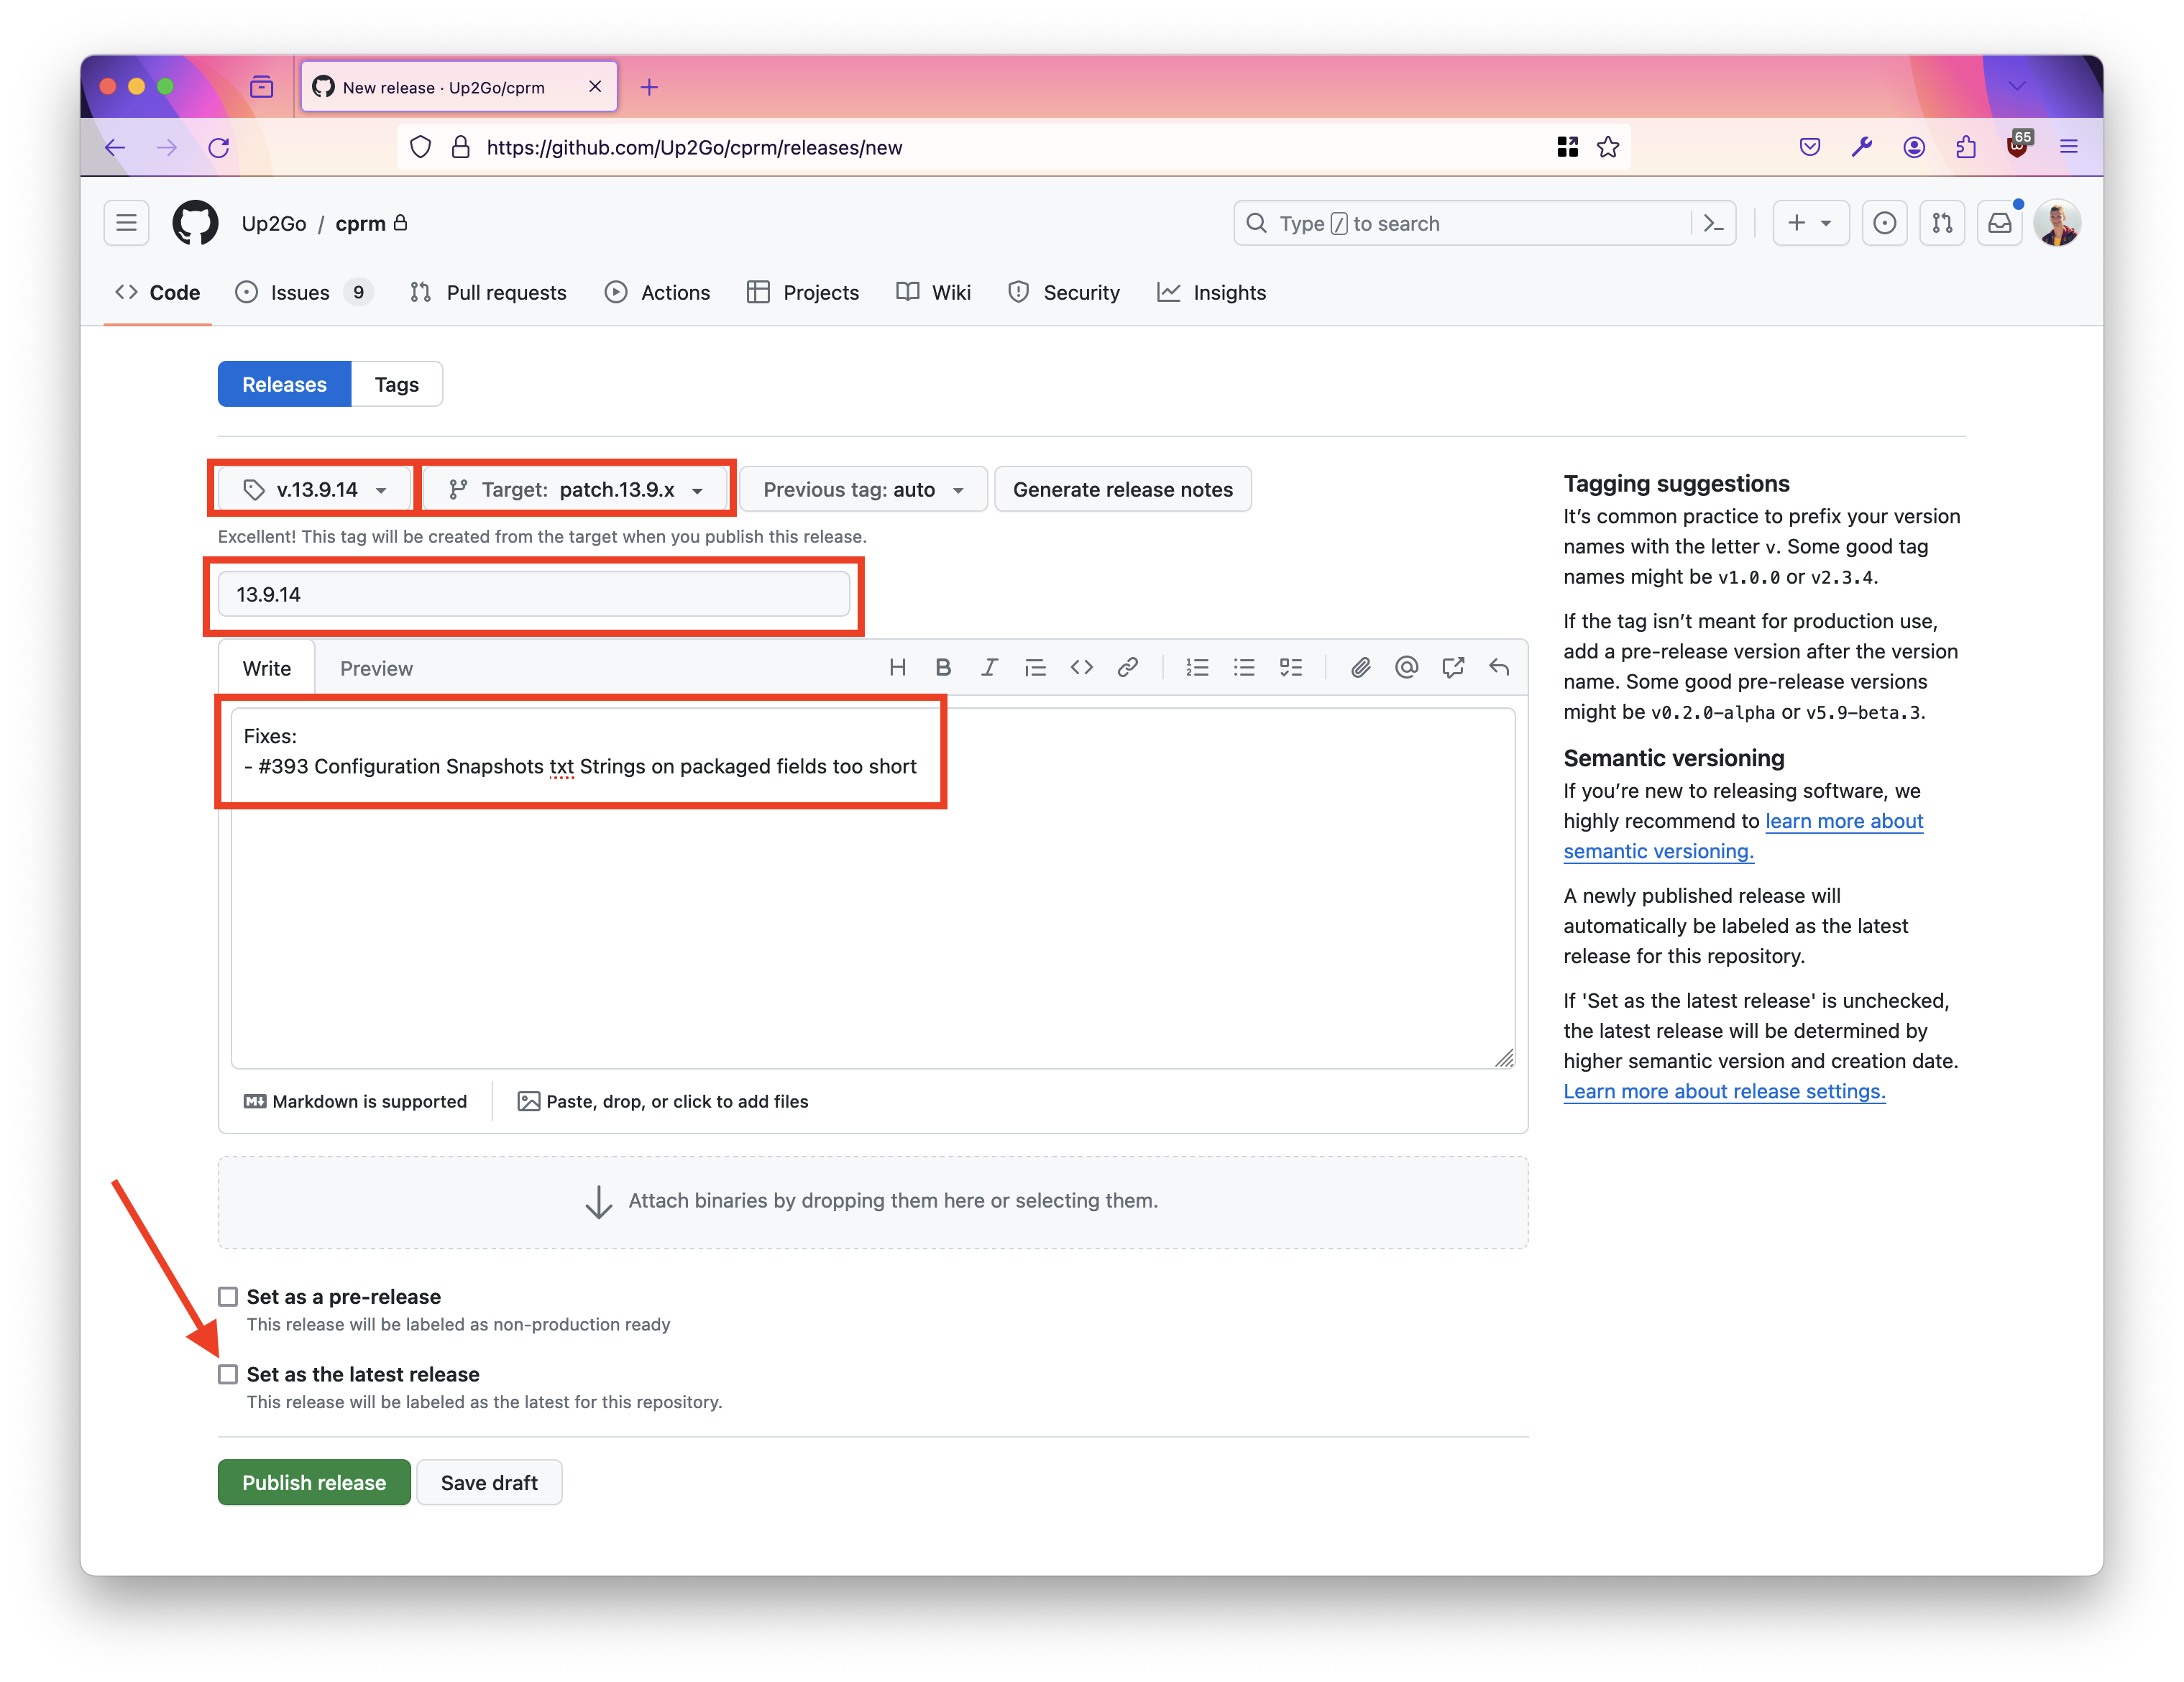 New release · Up2Go/cprm
https://github.com/Up2Go/cprm/releases/new
65
Up2Go / cprm
Type / to search
Code
Issues 9
Pull requests
Actions
Projects
Wiki
Security
Insights
Releases
Tags
v.13.9.14
Target: patch.13.9.x
Previous tag: auto
Generate release notes
Excellent! This tag will be created from the target when you publish this release.
13.9.14
Write
Preview
Fixes:
- #393 Configuration Snapshots txt Strings on packaged fields too short
Markdown is supported
Paste, drop, or click to add files
Attach binaries by dropping them here or selecting them.
Set as a pre-release
This release will be labeled as non-production ready
Set as the latest release
This release will be labeled as the latest for this repository.
Publish release
Save draft
Tagging suggestions
It’s common practice to prefix your version
names with the letter v. Some good tag
names might be v1.0.0 or v2.3.4.
If the tag isn’t meant for production use,
add a pre-release version after the version
name. Some good pre-release versions
might be v0.2.0-alpha or v5.9-beta.3.
Semantic versioning
If you’re new to releasing software, we
highly recommend to learn more about
semantic versioning.
A newly published release will
automatically be labeled as the latest
release for this repository.
If 'Set as the latest release' is unchecked,
the latest release will be determined by
higher semantic version and creation date.
Learn more about release settings.